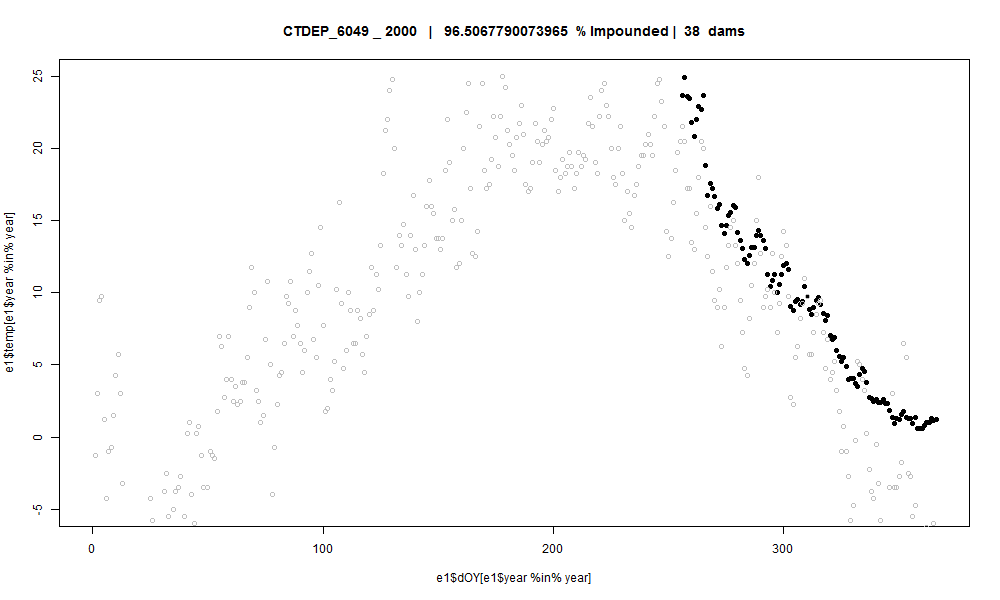 CTDEP_6049 _ 2000 | 96.5067790073965 % Impounded | 38 dams
e1$temp[e1$year %in% year]
25
20
15
10
5
0
-5
0 100 200 300
e1$dOY[e1$year %in% year]